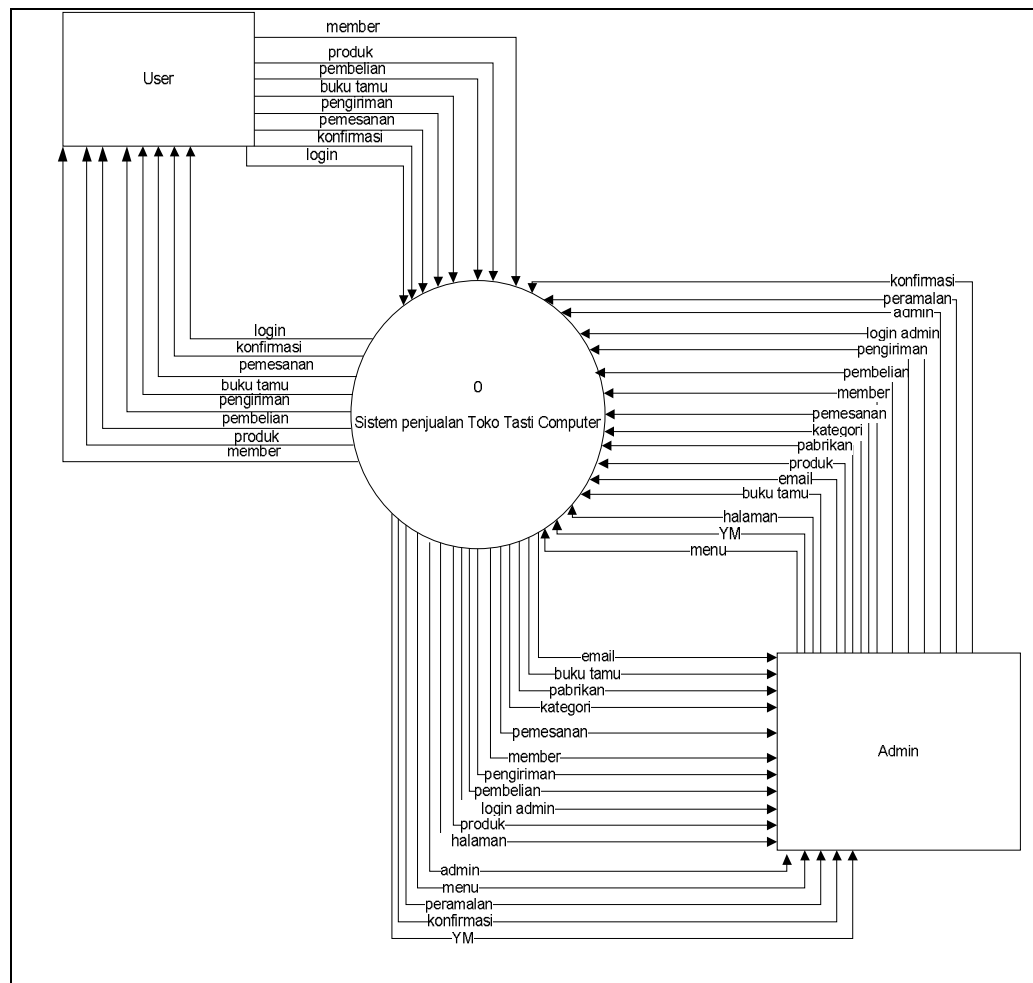 member
User
produk
pembelian
buku tamu
pengiriman
pemesanan
konfirmasi
login
konfirmasi
peramalan
admin
login admin
pengiriman
pembelian
member
pemesanan
kategori
pabrikan
produk
email
buku tamu
halaman
YM
menu
login
konfirmasi
pemesanan
buku tamu
pengiriman
pembelian
produk
member
0
Sistem penjualan Toko Tasti Computer
email
buku tamu
pabrikan
kategori
pemesanan
member
pengiriman
pembelian
login admin
produk
halaman
admin
menu
peramalan
konfirmasi
YM
Admin